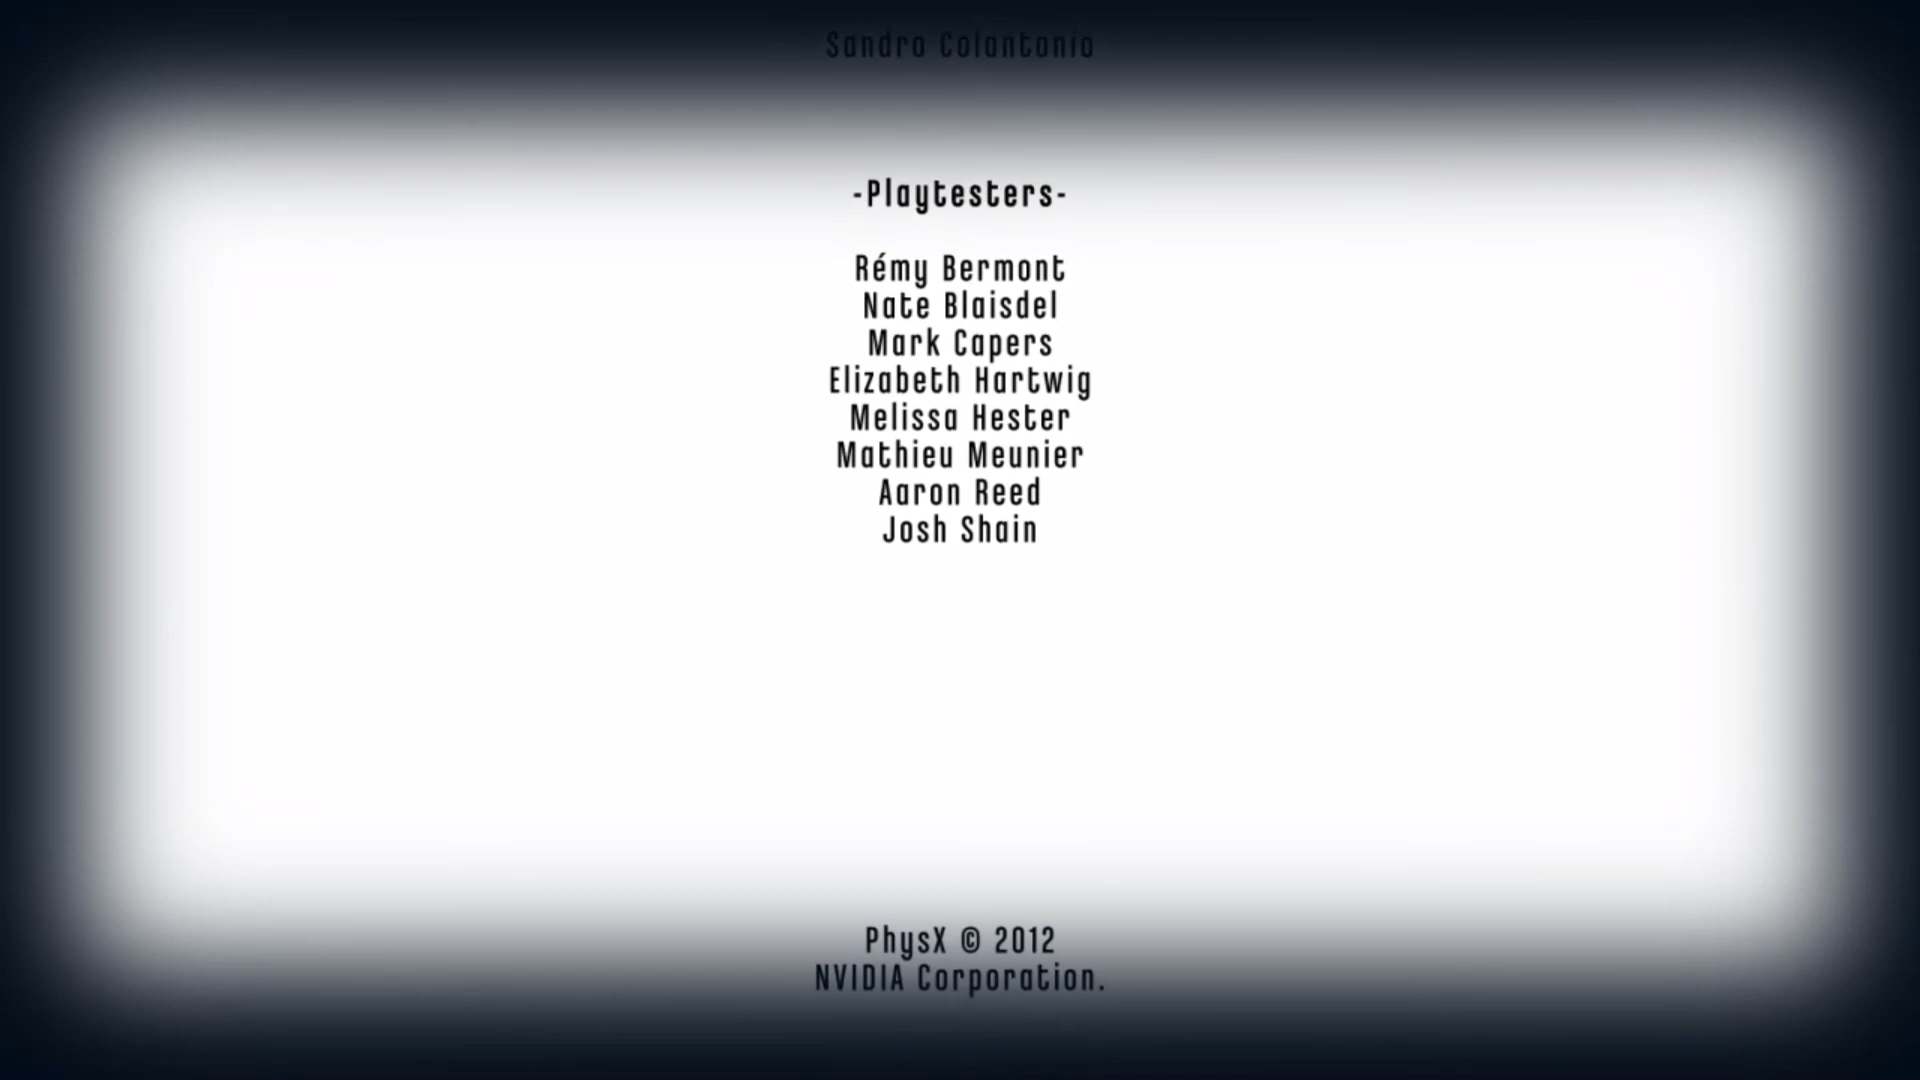 Sandro Colantonio
-Playtesters-
Rémy Bermont
Nate Blaisdel
Mark Capers
Elizabeth Hartwig
Melissa Hester
Mathieu Meunier
Aaron Reed
Josh Shain
PhysX © 2012
NVIDIA Corporation.